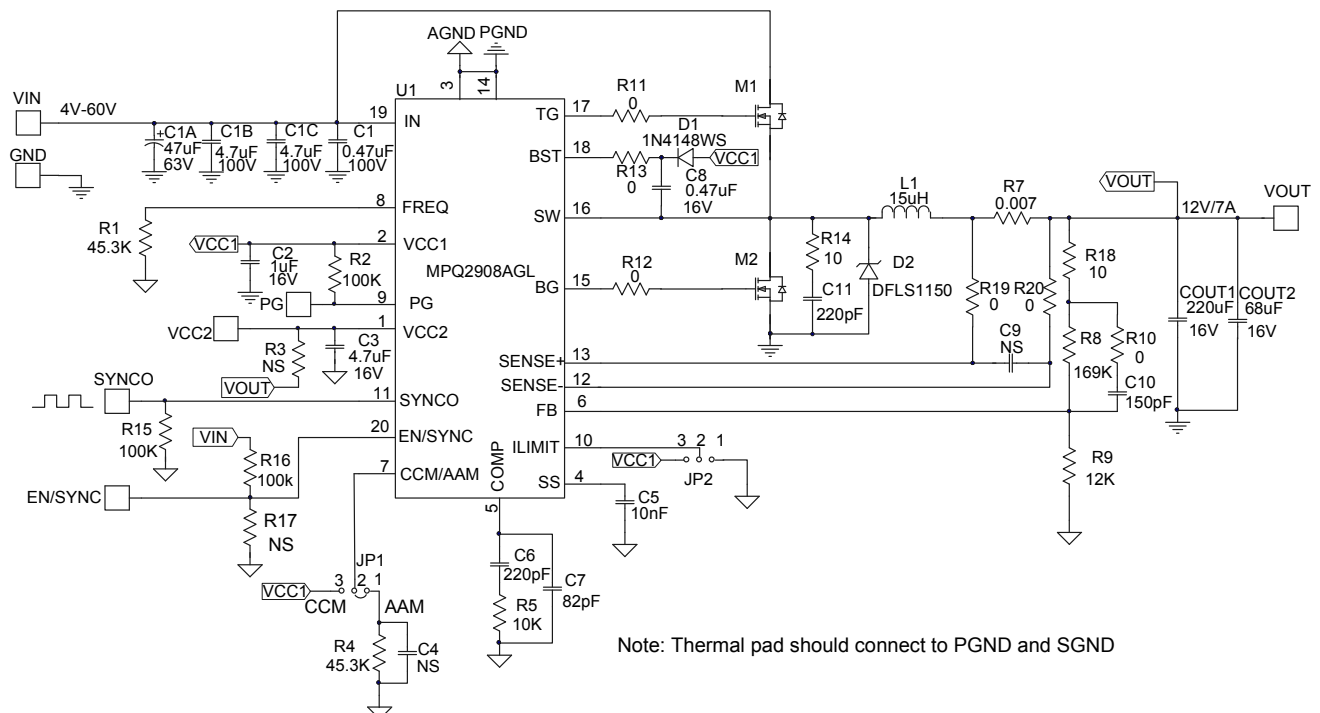 AGND PGND
3 14
U1
VIN
4V-60V
GND
C1A
47uF
63V
C1B
4.7uF
100V
C1C
4.7uF
100V
C1
0.47uF
100V
19 IN
R1
45.3K
8 FREQ
VCC1
2 VCC1
C2
1uF
16V
R2
100K
MPQ2908AGL
PG
9 PG
VCC2
1 VCC2
R3
NS
C3
4.7uF
16V
VOUT
SYNCO
11 SYNCO
R15
100K
VIN
20 EN/SYNC
R16
100k
EN/SYNC
R17
NS
7 CCM/AAM
JP1
VCC1
3 2 1
CCM AAM
R4
45.3K
C4
NS
COMP
5
C6
220pF
C7
82pF
R5
10K
TG 17
R11
0
M1
D1
1N4148WS
BST 18
R13
0
VCC1
C8
0.47uF
16V
SW 16
L1
15uH
R7
0.007
VOUT
12V/7A
VOUT
R14
10
C11
220pF
D2
DFLS1150
BG 15
R12
0
M2
R19
0
R20
0
R18
10
COUT1
220uF
16V
COUT2
68uF
16V
C9
NS
R8
169K
R10
0
C10
150pF
SENSE+ 13
SENSE- 12
FB 6
R9
12K
ILIMIT 10
VCC1
3 2 1
JP2
SS 4
C5
10nF
Note: Thermal pad should connect to PGND and SGND